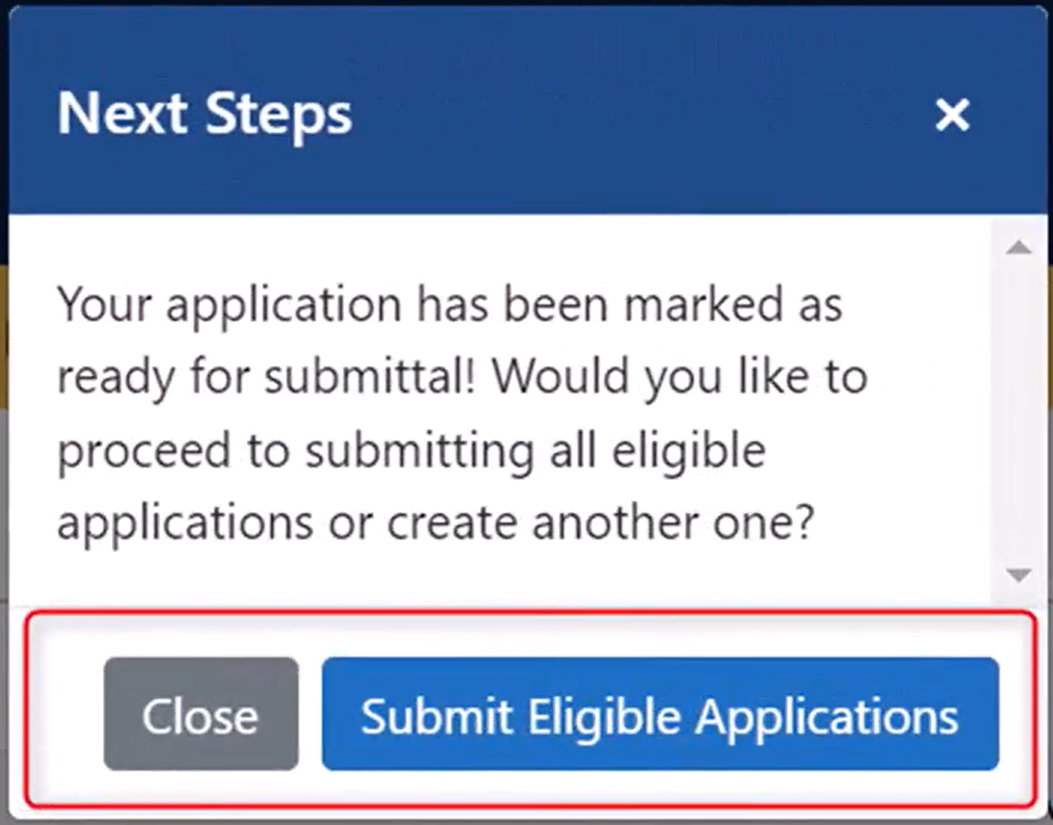 Next Steps
Your application has been marked as
ready for submittal! Would you like to
proceed to submitting all eligible
applications or create another one?
Close
Submit Eligible Applications